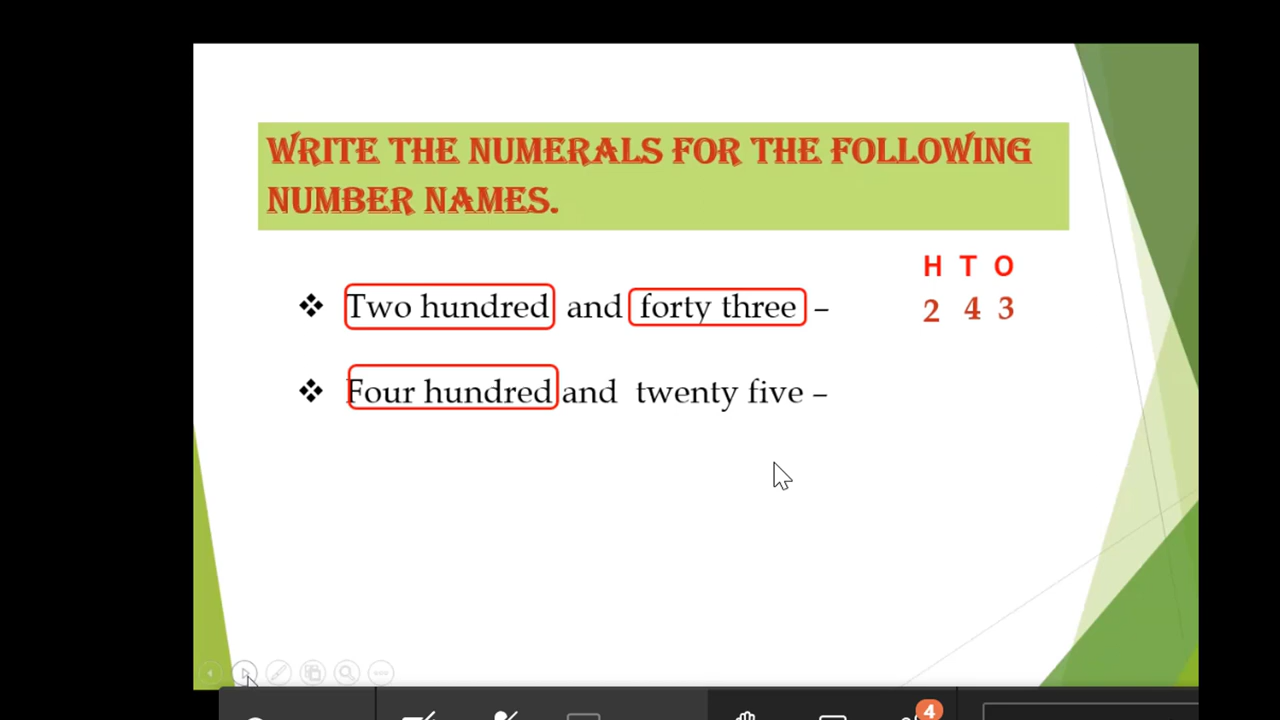 WRITE THE NUMERALS FOR THE FOLLOWING
NUMBER NAMES.
H T O
Two hundred and forty three – 2 4 3
Four hundred and twenty five –
4